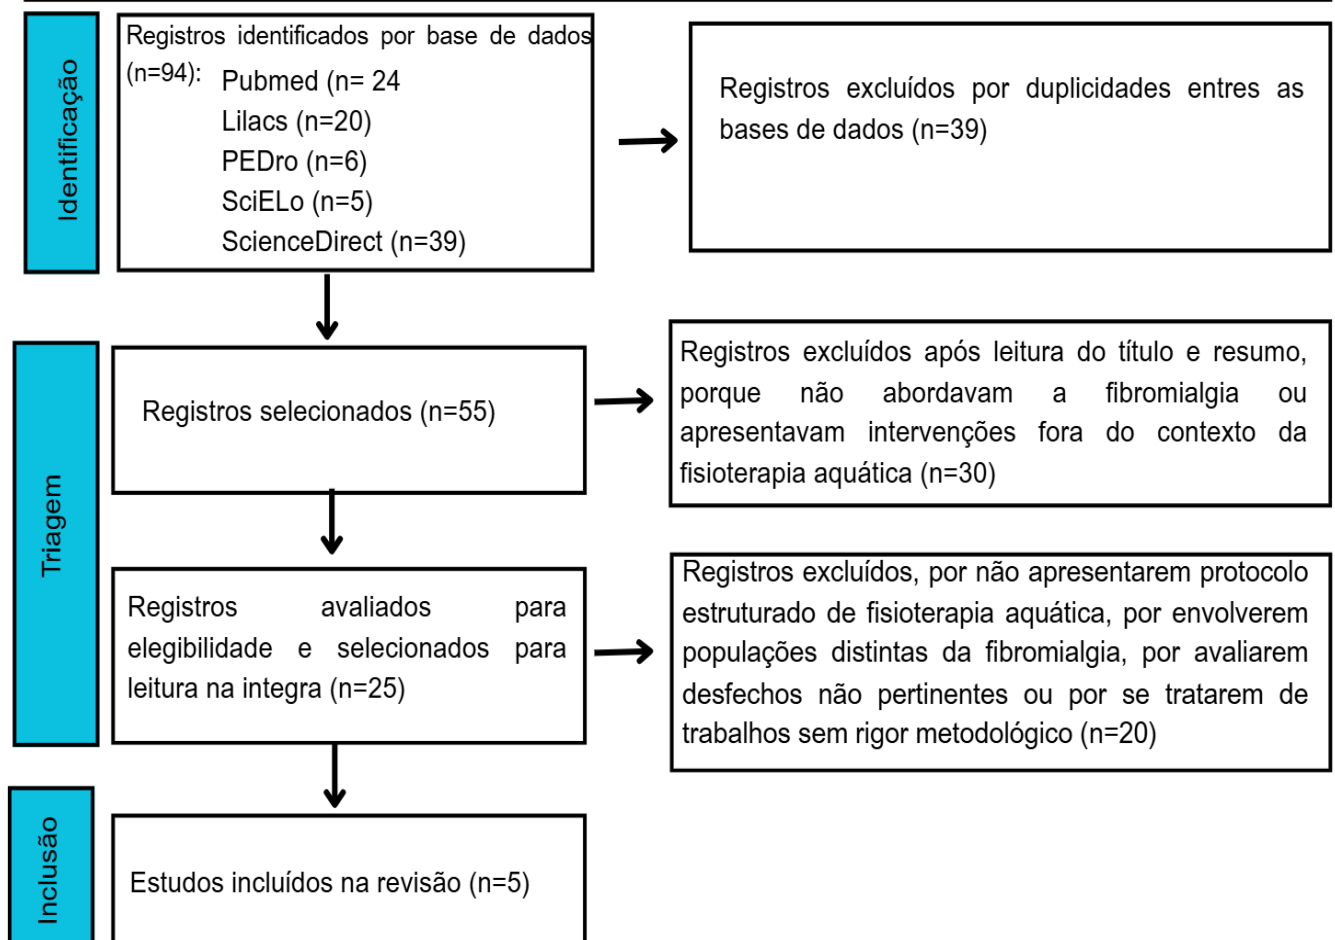 Identificação
Registros identificados por base de dados
(n=94):
Pubmed (n= 24
Lilacs (n=20)
PEDro (n=6)
SciELo (n=5)
ScienceDirect (n=39)
Registros excluídos por duplicidades entres as
bases de dados (n=39)
Triagem
Registros selecionados (n=55)
Registros excluídos após leitura do título e resumo,
porque não abordavam a fibromialgia ou
apresentavam intervenções fora do contexto da
fisioterapia aquática (n=30)
Registros avaliados para
elegibilidade e selecionados para
leitura na integra (n=25)
Registros excluídos, por não apresentarem protocolo
estruturado de fisioterapia aquática, por envolverem
populações distintas da fibromialgia, por avaliarem
desfechos não pertinentes ou por se tratarem de
trabalhos sem rigor metodológico (n=20)
Inclusão
Estudos incluídos na revisão (n=5)